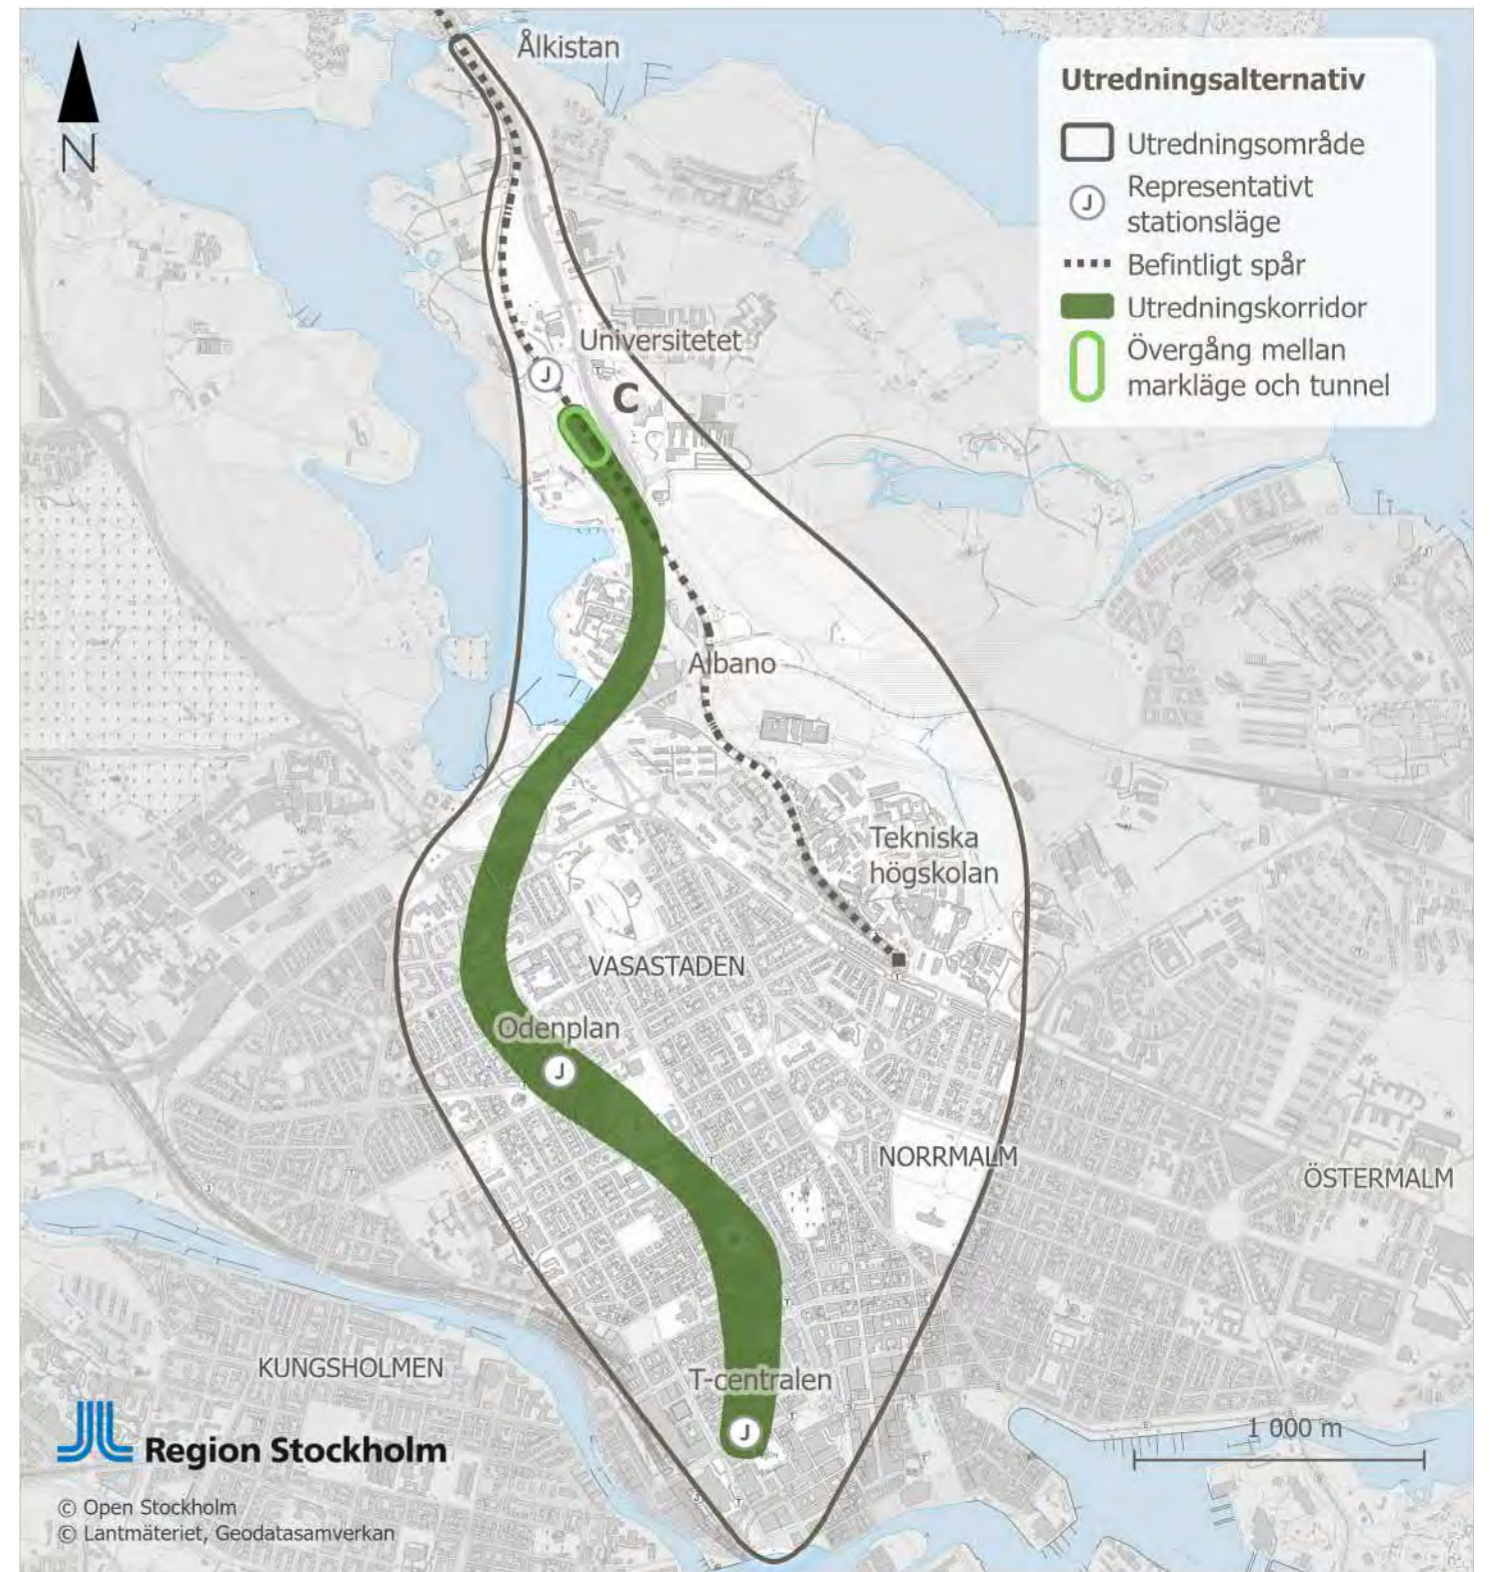 Ålkistan
N
Utredningsalternativ
Utredningsområde
J
Representativt
stationsläge
Befintligt spår
Utredningskorridor
Övergång mellan
markläge och tunnel
Universitetet
J
C
Albano
Tekniska
högskolan
VASASTADEN
Odenplan
J
NORRMALM
ÖSTERMALM
KUNGSHOLMEN
T-centralen
J
1 000 m
Region Stockholm
© Open Stockholm
© Lantmäteriet, Geodatasamverkan